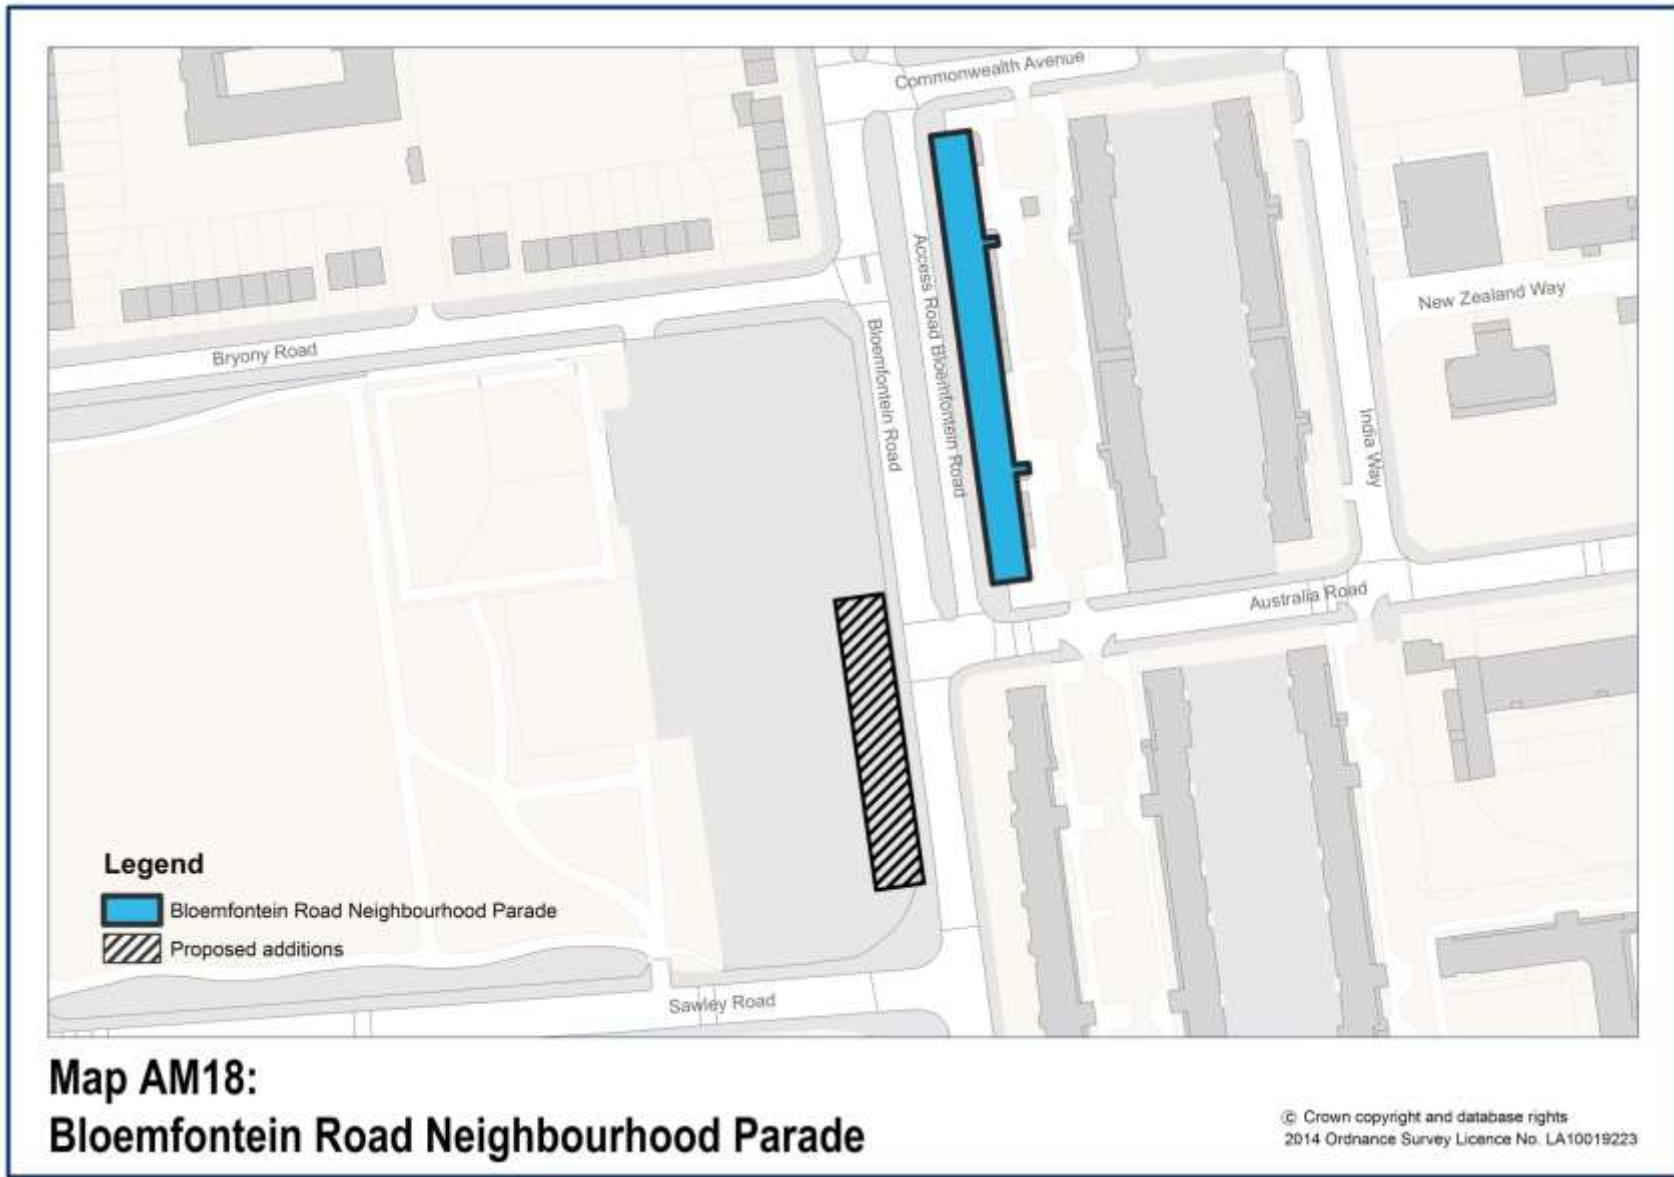 Commonwealth Avenue
Access Road Bloemfontein Road
New Zealand Way
Bryony Road
Bloemfontein Road
India Way
Australia Road
Legend
Bloemfontein Road Neighbourhood Parade
Proposed additions
Sawley Road
Map AM18:
Bloemfontein Road Neighbourhood Parade
© Crown copyright and database rights
2014 Ordnance Survey Licence No. LA10019223